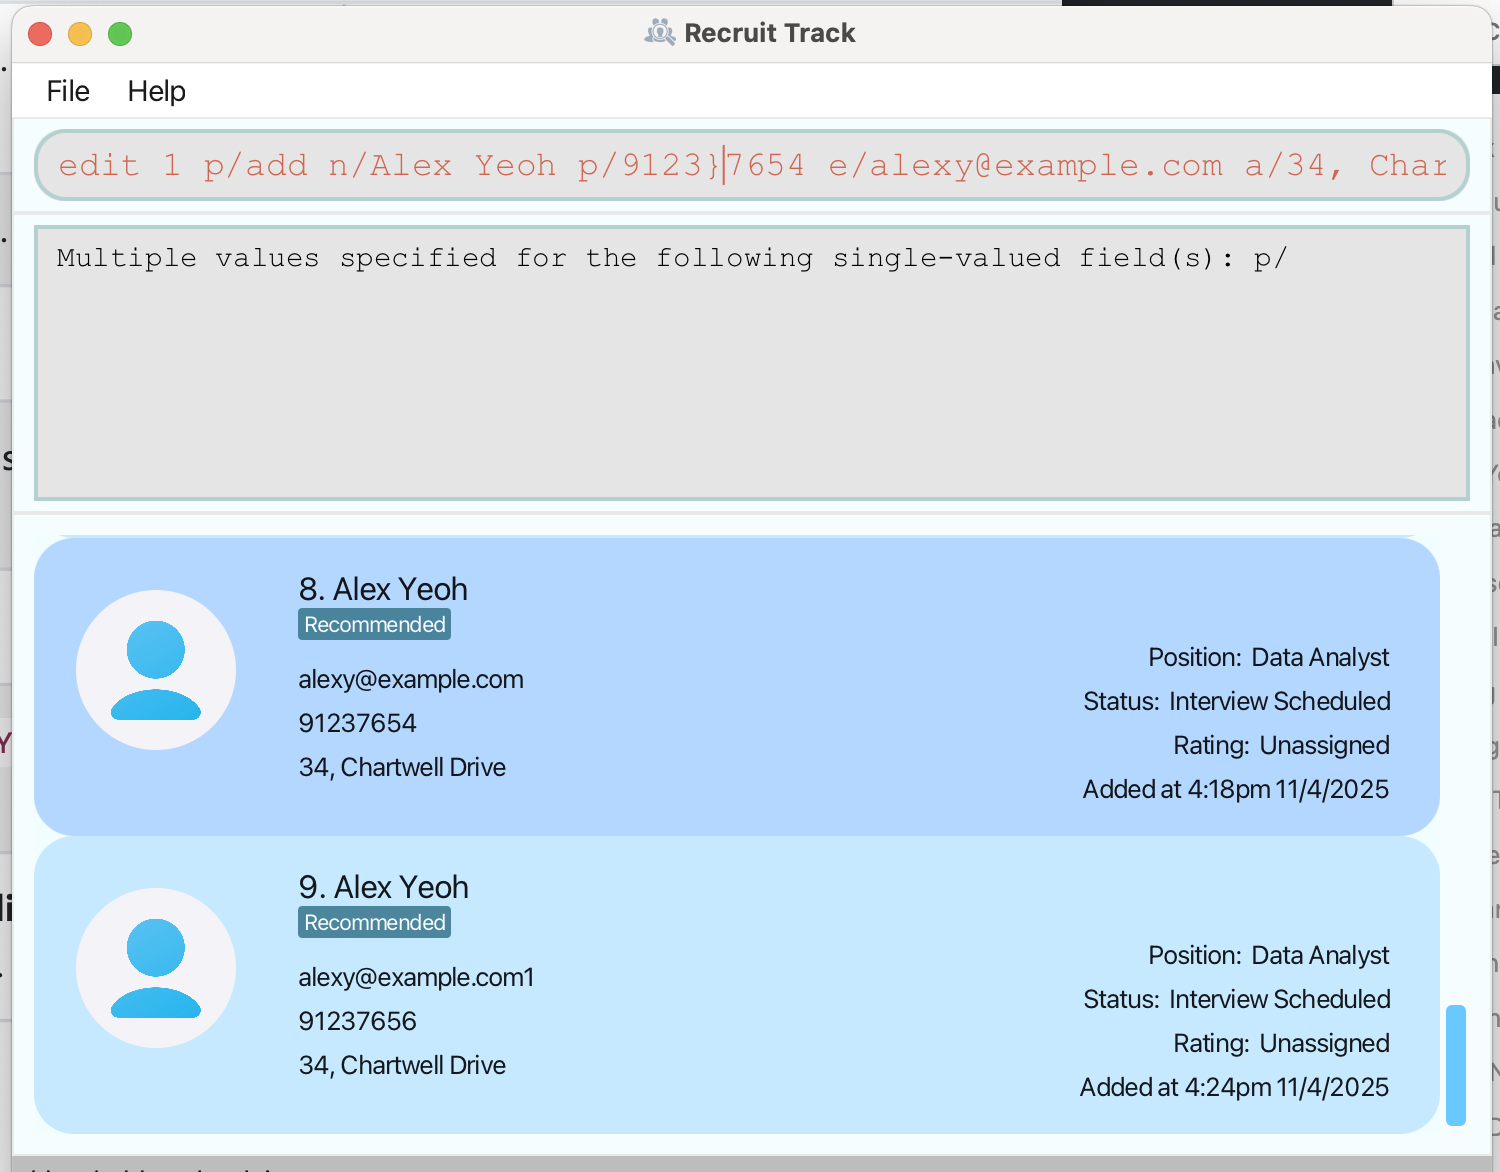 Recruit Track
File Help
edit 1 p/add n/Alex Yeoh p/9123}7654 e/alexy@example.com a/34, Char
Multiple values specified for the following single-valued field(s): p/
8. Alex Yeoh
Recommended
alexy@example.com
91237654
34, Chartwell Drive
Position: Data Analyst
Status: Interview Scheduled
Rating: Unassigned
Added at 4:18pm 11/4/2025
9. Alex Yeoh
Recommended
alexy@example.com1
91237656
34, Chartwell Drive
Position: Data Analyst
Status: Interview Scheduled
Rating: Unassigned
Added at 4:24pm 11/4/2025